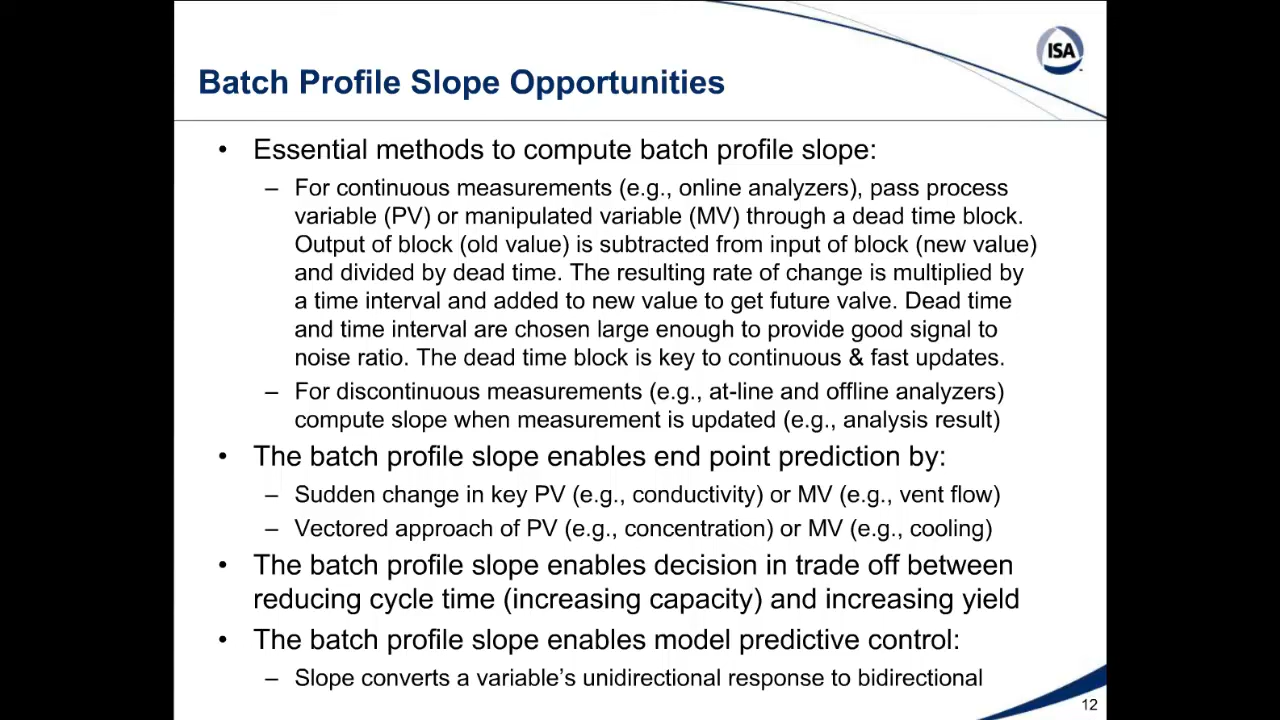 ISA
Batch Profile Slope Opportunities
• Essential methods to compute batch profile slope:
– For continuous measurements (e.g., online analyzers), pass process
variable (PV) or manipulated variable (MV) through a dead time block.
Output of block (old value) is subtracted from input of block (new value)
and divided by dead time. The resulting rate of change is multiplied by
a time interval and added to new value to get future valve. Dead time
and time interval are chosen large enough to provide good signal to
noise ratio. The dead time block is key to continuous & fast updates.
– For discontinuous measurements (e.g., at-line and offline analyzers)
compute slope when measurement is updated (e.g., analysis result)
• The batch profile slope enables end point prediction by:
– Sudden change in key PV (e.g., conductivity) or MV (e.g., vent flow)
– Vectored approach of PV (e.g., concentration) or MV (e.g., cooling)
• The batch profile slope enables decision in trade off between
reducing cycle time (increasing capacity) and increasing yield
• The batch profile slope enables model predictive control:
– Slope converts a variable’s unidirectional response to bidirectional
12